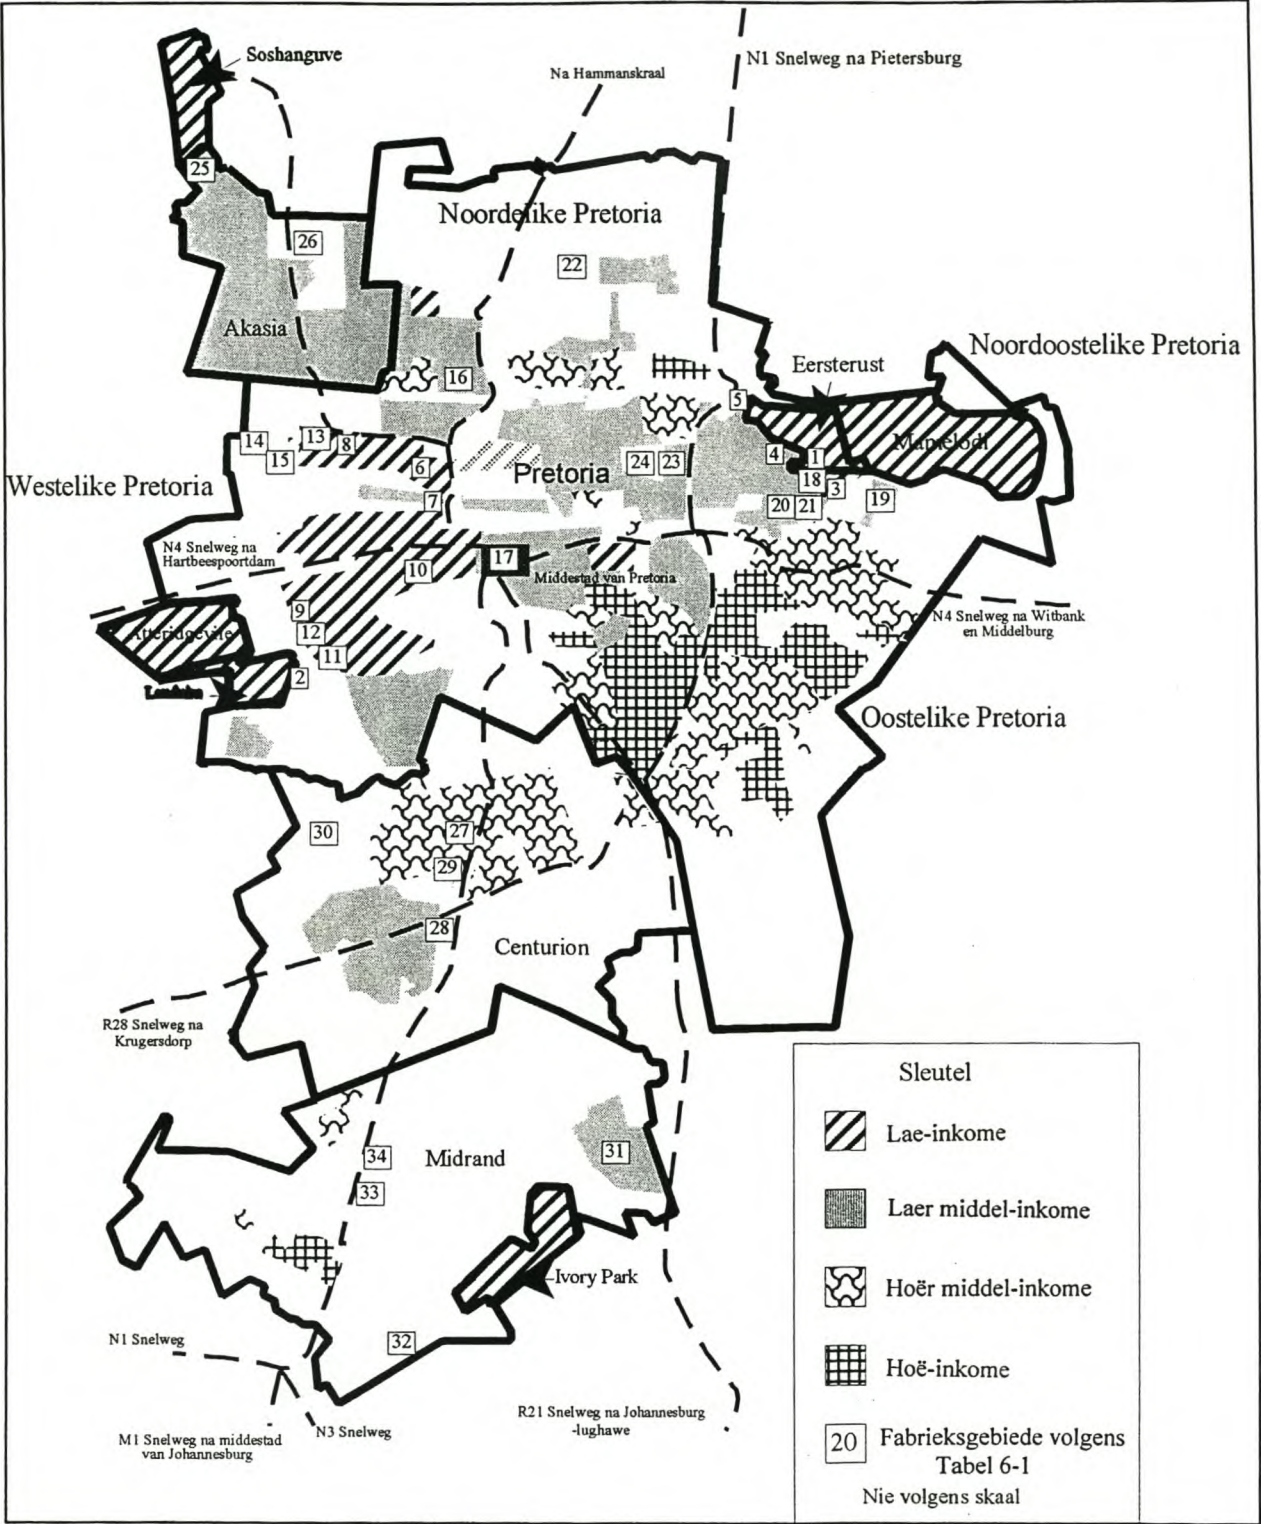 Soshanguve
Na Hammanskraal
N1 Snelweg na Pietersburg
25
Noordelike Pretoria
26
22
Akasia
Noordoostelike Pretoria
Eersterust
16
5
14
13
8
15
6
24
23
4
1
Mamelodi
Westelike Pretoria
Pretoria
7
18
3
20
21
19
N4 Snelweg na
Hartbeespoortdam
17
10
Middestad van Pretoria
9
12
Atteridgeville
11
N4 Snelweg na Witbank
en Middelburg
2
Oostelike Pretoria
30
27
29
28
Centurion
R28 Snelweg na
Krugersdorp
34
Midrand
31
33
Ivory Park
32
N1 Snelweg
M1 Snelweg na middestad
van Johannesburg
N3 Snelweg
R21 Snelweg na Johannesburg
-lughawe
Sleutel
Lae-inkome
Laer middel-inkome
Hoër middel-inkome
Hoë-inkome
20
Fabrieksgebiede volgens
Tabel 6-1
Nie volgens skaal